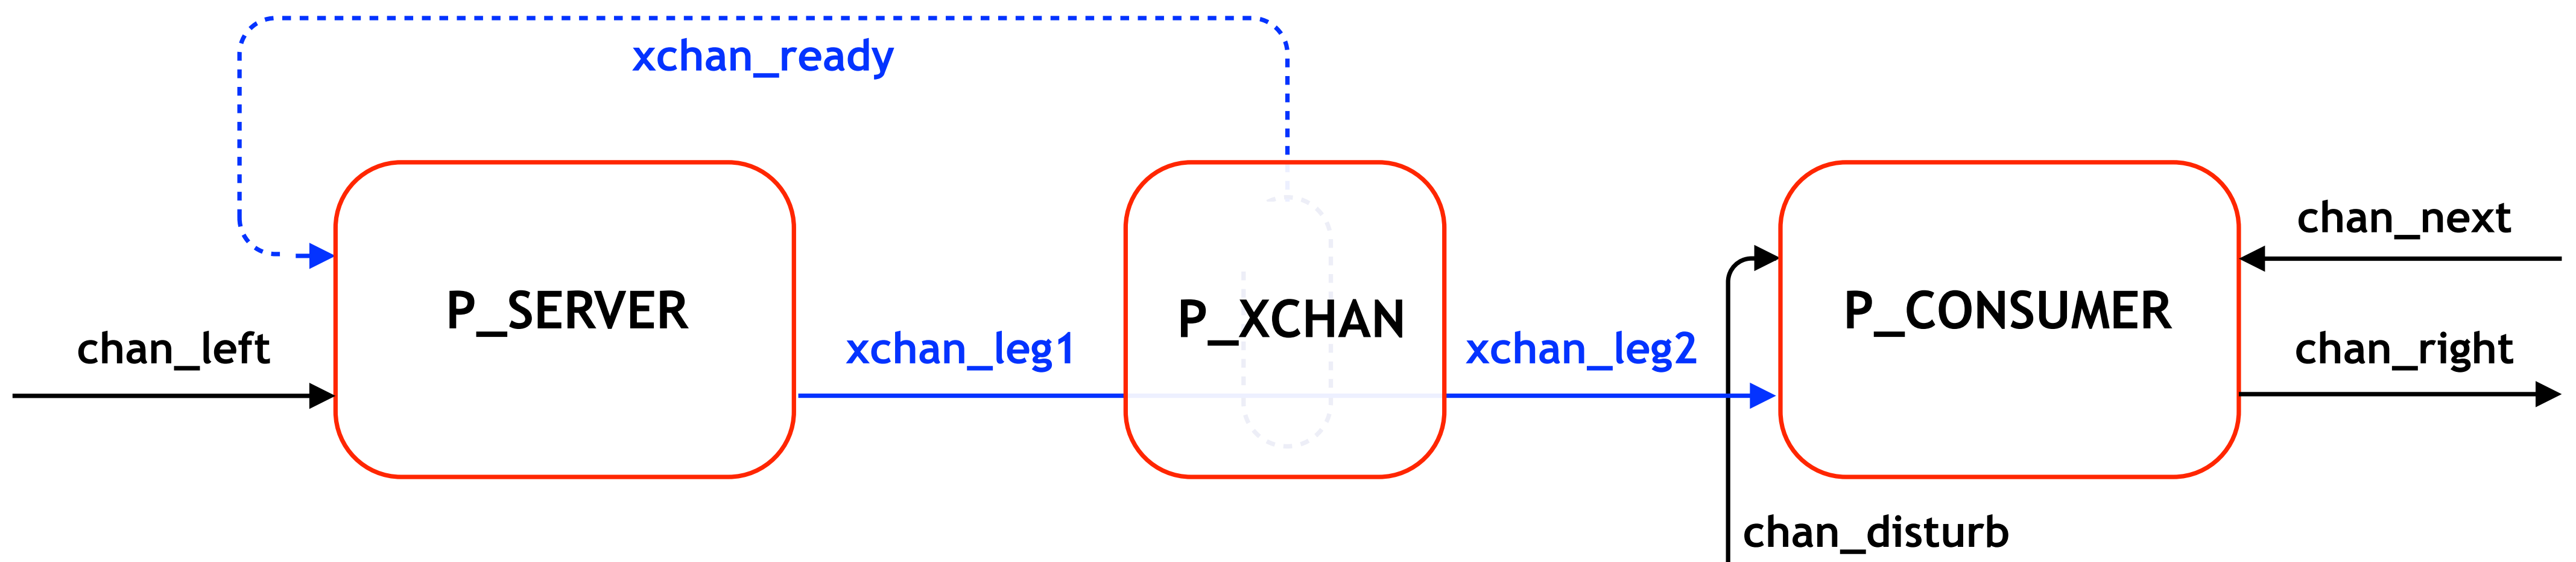 xchan_ready
P_SERVER
P_XCHAN
P_CONSUMER
chan_next
chan_left
xchan_leg1
xchan_leg2
chan_right
chan_disturb